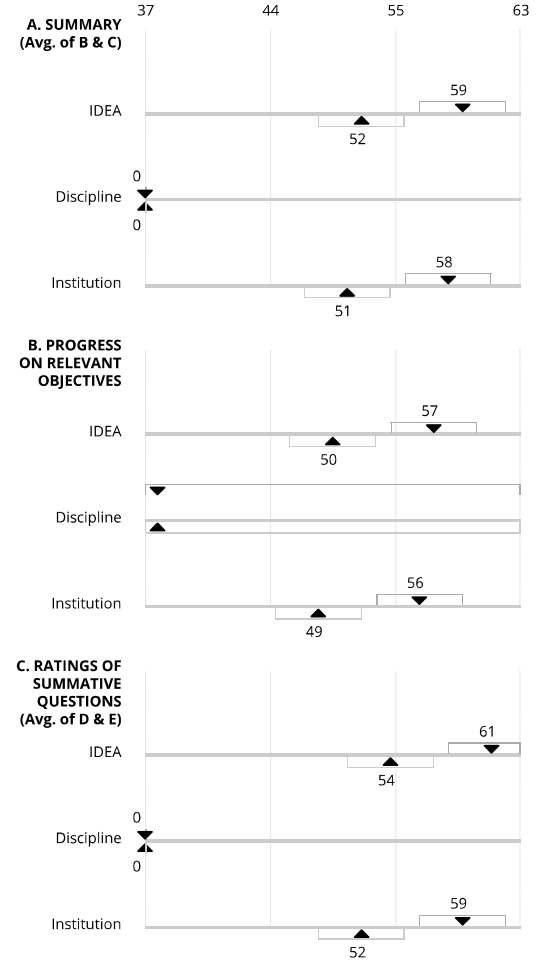 37 44 55 63
A. SUMMARY
(Avg. of B & C)
59
IDEA
52
0
Discipline
0
58
Institution
51
B. PROGRESS
ON RELEVANT
OBJECTIVES
57
IDEA
50
Discipline
56
Institution
49
C. RATINGS OF
SUMMATIVE
QUESTIONS
(Avg. of D & E)
61
IDEA
54
0
Discipline
0
59
Institution
52